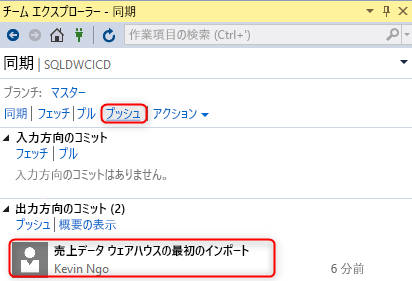 チーム エクスプローラー - 同期
作業項目の検索 (Ctrl+')
同期 | SQLDWCICD
ブランチ: マスター
同期 | フェッチ | プル | プッシュ | アクション
入力方向のコミット
フェッチ | プル
入力方向のコミットはありません。
出力方向のコミット (2)
プッシュ | 概要の表示
売上データ ウェアハウスの最初のインポート
Kevin Ngo 6 分前